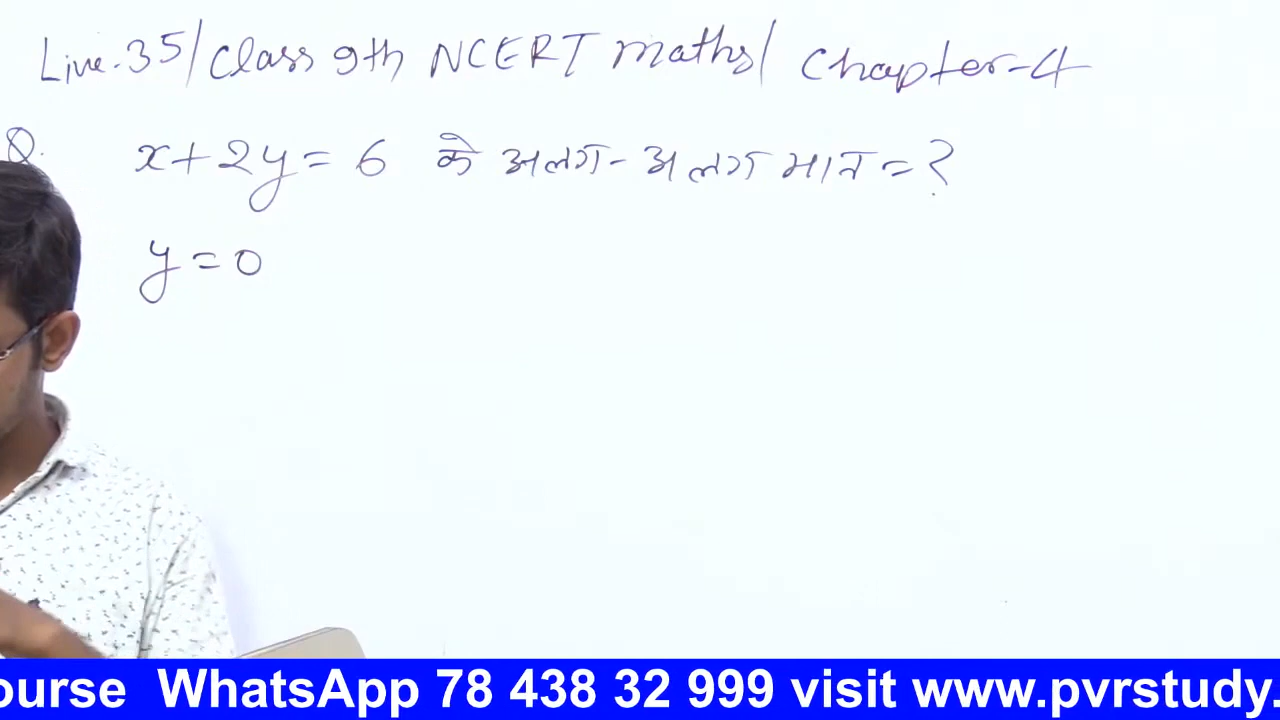 Live-35/Class 9th NCERT maths/ Chapter-4
Q. x+2y=6 के अलग-अलग मान=?
y=0
ourse WhatsApp 78 438 32 999 visit www.pvrstudy.